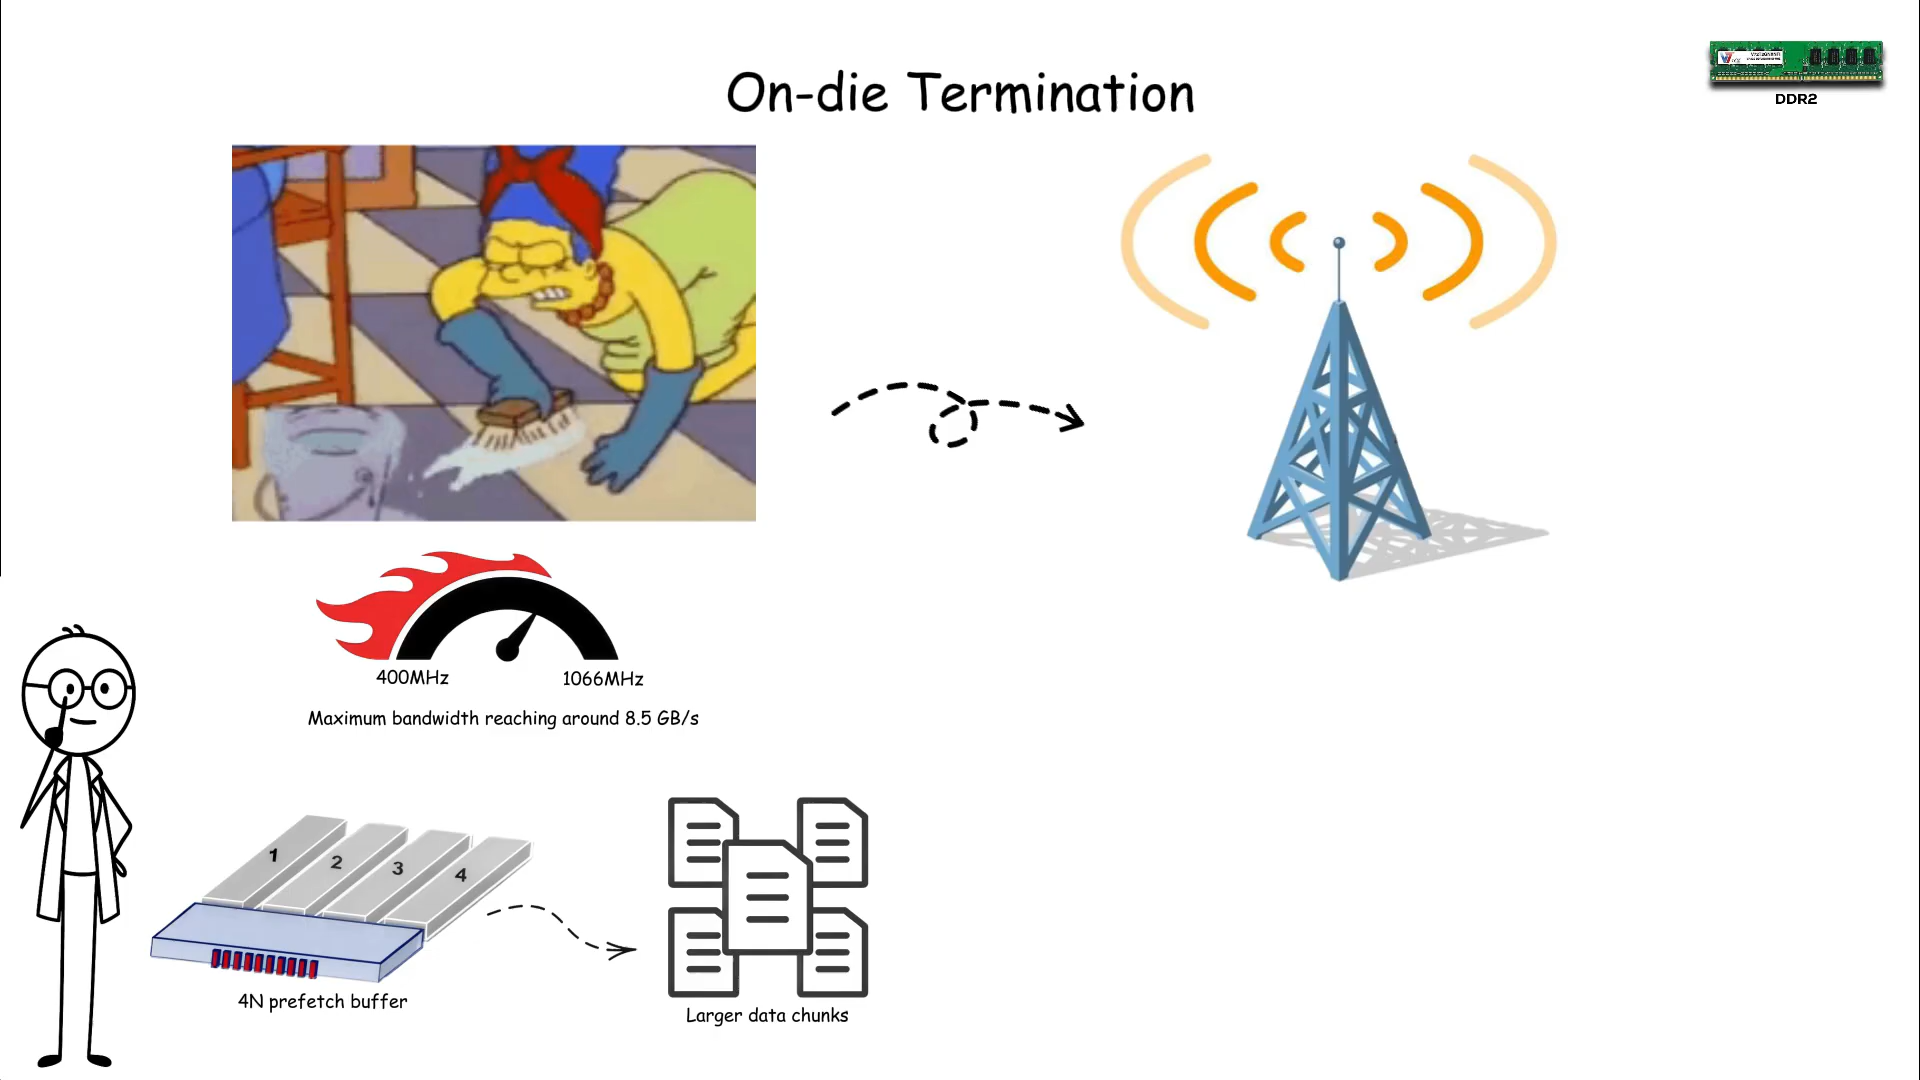 On-die Termination
DDR2
400MHz
1066MHz
Maximum bandwidth reaching around 8.5 GB/s
1
2
3
4
4N prefetch buffer
Larger data chunks